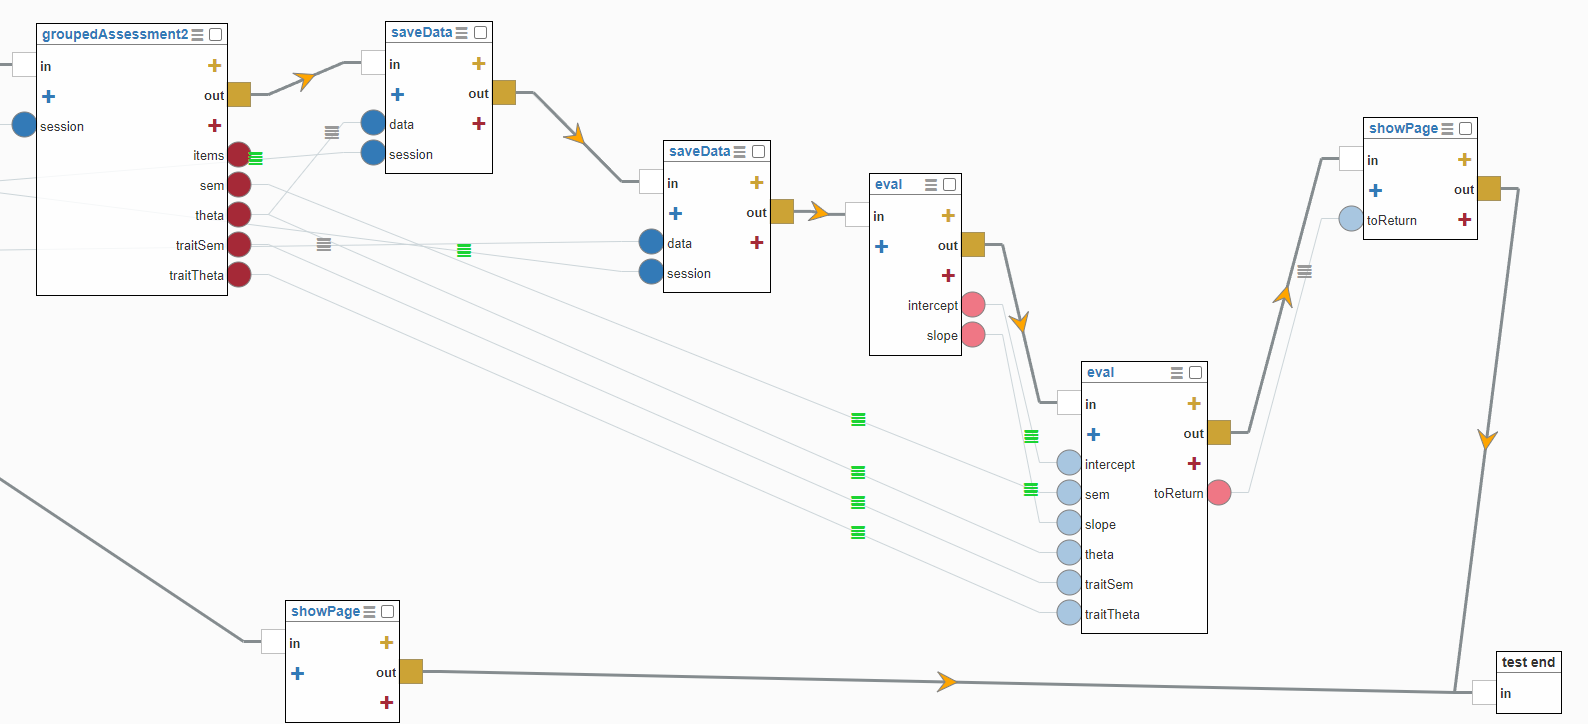 groupedAssessment2
in
out
session
items
sem
theta
traitSem
traitTheta
saveData
in
out
data
session
saveData
in
out
data
session
eval
in
out
intercept
slope
eval
in
out
intercept
sem
toReturn
slope
theta
traitSem
traitTheta
showPage
in
out
toReturn
showPage
in
out
test end
in